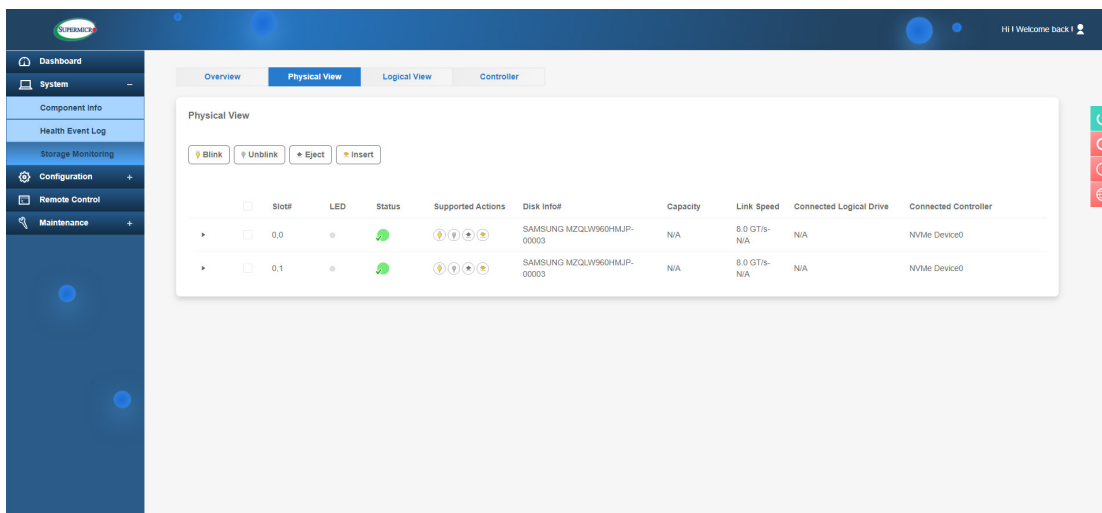 SUPERMICR
Hi ! Welcome back !
Dashboard
System
Component Info
Health Event Log
Storage Monitoring
Configuration
Remote Control
Maintenance
Overview
Physical View
Logical View
Controller
Physical View
Blink
Unblink
Eject
Insert
Slot# LED Status Supported Actions Disk Info# Capacity Link Speed Connected Logical Drive Connected Controller
0,0 SAMSUNG MZQLW960HMJP-00003 N/A 8.0 GT/s-N/A N/A NVMe Device0
0,1 SAMSUNG MZQLW960HMJP-00003 N/A 8.0 GT/s-N/A N/A NVMe Device0